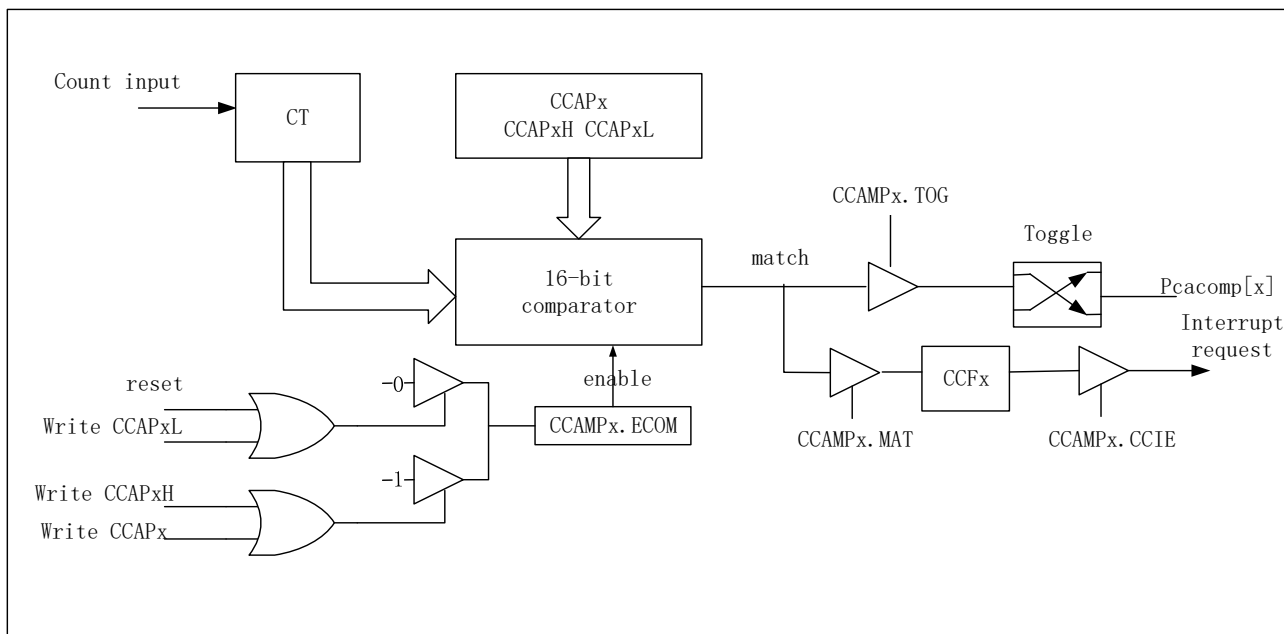 Count input
CT
CCAPx
CCAPxH CCAPxL
CCAMPx.TOG
Toggle
16-bit
comparator
match
Pcacomp[x]
Interrupt
request
enable
CCFx
reset
-0
Write CCAPxL
CCAMPx.ECOM
CCAMPx.MAT
CCAMPx.CCIE
Write CCAPxH
-1
Write CCAPx